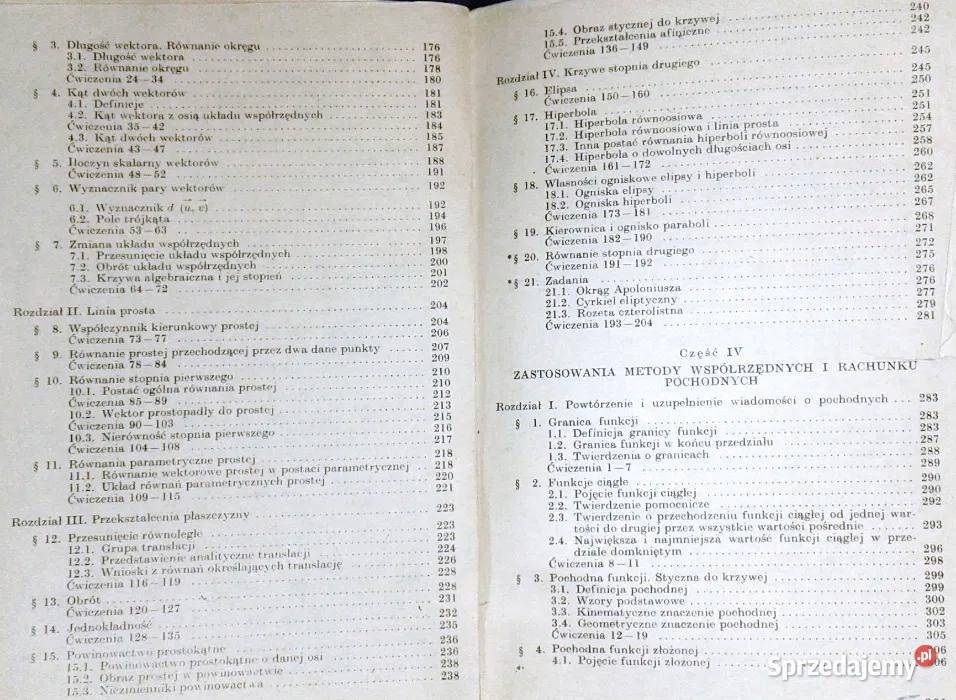 § 3. Długość wektora. Równanie okręgu ........ 176
3.1. Długość wektora ........ 176
3.2. Równanie okręgu ........ 178
Ćwiczenia 24—34 ........ 180
§ 4. Kąt dwóch wektorów ........ 181
4.1. Definicje ........ 181
4.2. Kąt wektora z osią układu współrzędnych ........ 183
Ćwiczenia 35—42 ........ 184
4.3. Kąt dwóch wektorów ........ 185
Ćwiczenia 43—47 ........ 187
§ 5. Iloczyn skalarny wektorów ........ 188
Ćwiczenia 48—52 ........ 191
§ 6. Wyznacznik pary wektorów ........ 192
6.1. Wyznacznik d (u, v) ........ 192
6.2. Pole trójkąta ........ 194
Ćwiczenia 53—63 ........ 196
§ 7. Zmiana układu współrzędnych ........ 197
7.1. Przesunięcie układu współrzędnych ........ 198
7.2. Obrót układu współrzędnych ........ 200
7.3. Krzywa algebraiczna i jej stopień ........ 201
Ćwiczenia 64—72 ........ 202
Rozdział II. Linia prosta ........ 204
§ 8. Współczynnik kierunkowy prostej ........ 204
Ćwiczenia 73—77 ........ 206
§ 9. Równanie prostej przechodzącej przez dwa dane punkty ........ 207
Ćwiczenia 78—84 ........ 209
§ 10. Równanie stopnia pierwszego ........ 210
10.1. Postać ogólna równania prostej ........ 210
Ćwiczenia 85—89 ........ 212
10.2. Wektor prostopadły do prostej ........ 213
Ćwiczenia 90—103 ........ 215
10.3. Nierówność stopnia pierwszego ........ 216
Ćwiczenia 104—108 ........ 217
§ 11. Równania parametryczne prostej ........ 218
11.1. Równanie wektorowe prostej w postaci parametrycznej ........ 218
11.2. Układ równań parametrycznych prostej ........ 220
Ćwiczenia 109—115 ........ 221
Rozdział III. Przekształcenia płaszczyzny ........ 223
§ 12. Przesunięcie równoległe ........ 223
12.1. Grupa translacji ........ 223
12.2. Przedstawienie analityczne translacji ........ 224
12.3. Wnioski z równań określających translację ........ 226
Ćwiczenia 116—119 ........ 228
§ 13. Obrót ........ 228
Ćwiczenia 120—127 ........ 231
§ 14. Jednokładność ........ 232
Ćwiczenia 128—135 ........ 235
§ 15. Powinowactwo prostokątne ........ 236
15.1. Powinowactwo prostokątne o danej osi ........ 236
15.2. Obraz prostej w powinowactwie ........ 238
15.3. Niezmienniki powinowactwa ........ 238
15.4. Obraz stycznej do krzywej ........ 240
15.5. Przekształcenia afiniczne ........ 242
Ćwiczenia 136—149 ........ 242
Rozdział IV. Krzywe stopnia drugiego ........ 245
§ 16. Elipsa ........ 245
Ćwiczenia 150—160 ........ 250
§ 17. Hiperbola ........ 251
17.1. Hiperbola równoosiowa ........ 251
17.2. Hiperbola równoosiowa i linia prosta ........ 254
17.3. Inna postać równania hiperboli równoosiowej ........ 257
17.4. Hiperbola o dowolnych długościach osi ........ 258
Ćwiczenia 161—172 ........ 260
§ 18. Własności ogniskowe elipsy i hiperboli ........ 262
18.1. Ogniska elipsy ........ 262
18.2. Ogniska hiperboli ........ 265
Ćwiczenia 173—181 ........ 267
§ 19. Kierownica i ognisko paraboli ........ 268
Ćwiczenia 182—190 ........ 271
*§ 20. Równanie stopnia drugiego ........ 272
Ćwiczenia 191—192 ........ 275
*§ 21. Zadania ........ 276
21.1. Okrąg Apoloniusza ........ 276
21.2. Cyrkiel eliptyczny ........ 277
21.3. Rozeta czterolistna ........ 279
Ćwiczenia 193—204 ........ 281
Część IV
ZASTOSOWANIA METODY WSPÓŁRZĘDNYCH I RACHUNKU
POCHODNYCH
Rozdział I. Powtórzenie i uzupełnienie wiadomości o pochodnych ... 283
§ 1. Granica funkcji ........ 283
1.1. Definicja granicy funkcji ........ 283
1.2. Granica funkcji w końcu przedziału ........ 287
1.3. Twierdzenia o granicach ........ 288
Ćwiczenia 1—7 ........ 289
§ 2. Funkcje ciągłe ........ 290
2.1. Pojęcie funkcji ciągłej ........ 290
2.2. Twierdzenie pomocnicze ........ 292
2.3. Twierdzenie o przechodzeniu funkcji ciągłej od jednej war-
tości do drugiej przez wszystkie wartości pośrednie ........ 293
2.4. Największa i najmniejsza wartość funkcji ciągłej w prze-
dziale domkniętym ........ 296
Ćwiczenia 8—11 ........ 298
§ 3. Pochodna funkcji. Styczne do krzywej ........ 299
3.1. Definicja pochodnej ........ 299
3.2. Wzory podstawowe ........ 300
3.3. Kinematyczne znaczenie pochodnej ........ 302
3.4. Geometryczne znaczenie pochodnej ........ 303
Ćwiczenia 12—19 ........ 305
§ 4. Pochodna funkcji złożonej ........ 306
4.1. Pojęcie funkcji złożonej ........ 306
Sprzedajemy.pl